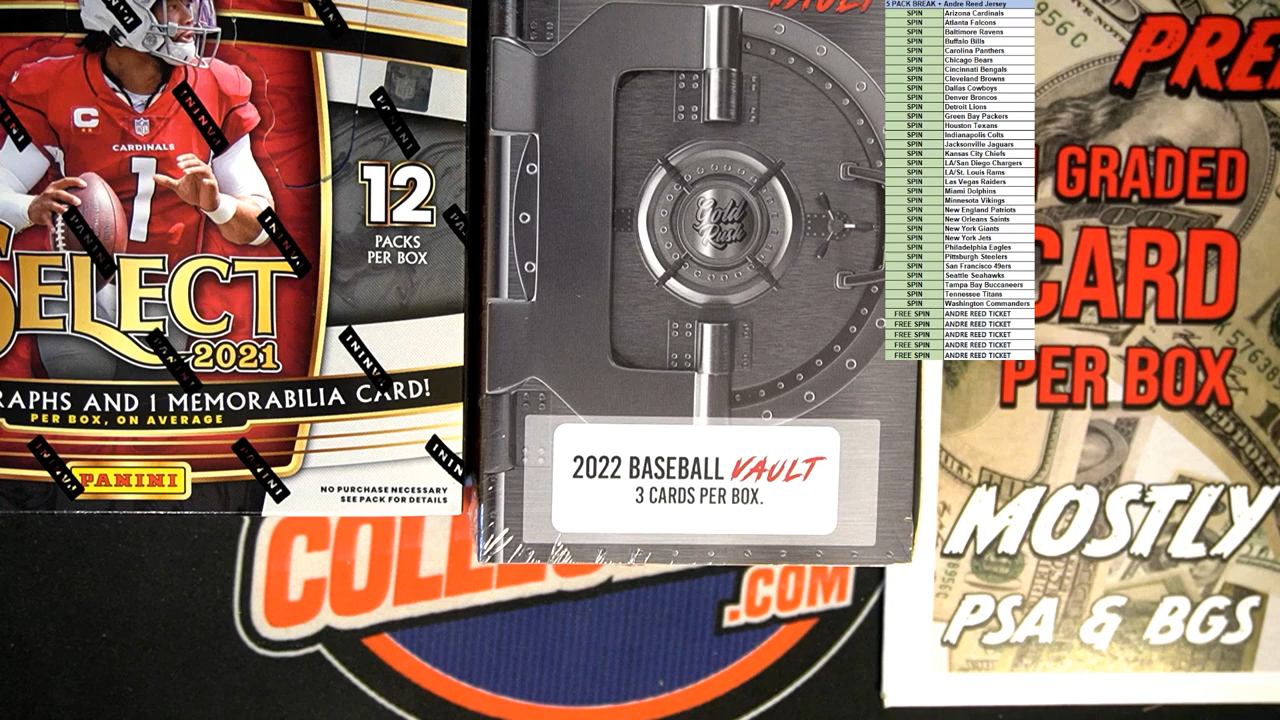 C
CARDINALS
1
12
PACKS
PER BOX
SELECT
2021
RAPHS AND 1 MEMORABILIA CARD!
PER BOX, ON AVERAGE
PANINI
NO PURCHASE NECESSARY
SEE PACK FOR DETAILS
VAULT
Gold
Rush
2022 BASEBALL VAULT
3 CARDS PER BOX.
5 PACK BREAK + Andre Reed Jersey
SPIN Arizona Cardinals
SPIN Atlanta Falcons
SPIN Baltimore Ravens
SPIN Buffalo Bills
SPIN Carolina Panthers
SPIN Chicago Bears
SPIN Cincinnati Bengals
SPIN Cleveland Browns
SPIN Dallas Cowboys
SPIN Denver Broncos
SPIN Detroit Lions
SPIN Green Bay Packers
SPIN Houston Texans
SPIN Indianapolis Colts
SPIN Jacksonville Jaguars
SPIN Kansas City Chiefs
SPIN LA/San Diego Chargers
SPIN LA/St. Louis Rams
SPIN Las Vegas Raiders
SPIN Miami Dolphins
SPIN Minnesota Vikings
SPIN New England Patriots
SPIN New Orleans Saints
SPIN New York Giants
SPIN New York Jets
SPIN Philadelphia Eagles
SPIN Pittsburgh Steelers
SPIN San Francisco 49ers
SPIN Seattle Seahawks
SPIN Tampa Bay Buccaneers
SPIN Tennessee Titans
SPIN Washington Commanders
FREE SPIN ANDRE REED TICKET
FREE SPIN ANDRE REED TICKET
FREE SPIN ANDRE REED TICKET
FREE SPIN ANDRE REED TICKET
FREE SPIN ANDRE REED TICKET
PRE
GRADED
CARD
PER BOX
MOSTLY
PSA & BGS
COLLEC
.COM